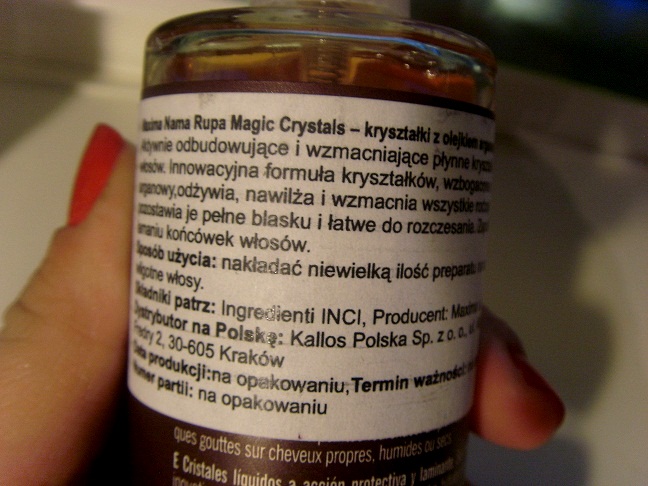 Nama Rupa Magic Crystals – kryształki z olejkiem
Aktywnie odbudowujące i wzmacniające płynne
włosów. Innowacyjna formuła kryształków,
odżywia, nawilża i wzmacnia wszystkie
pozostawia je pełne blasku i łatwe do rozczesania.
końcówek włosów.
Sposób użycia: nakładać niewielką ilość preparatu
wilgotne włosy.
Składniki patrz: Ingredienti INCI, Producent:
Dystrybutor na Polskę: Kallos Polska Sp. z o. o.,
2, 30-605 Kraków
Data produkcji:na opakowaniu,Termin ważności:
Numer partii: na opakowaniu
ques gouttes sur cheveux propres, humides ou secs.
E Cristales líquidos a acción protectiva y